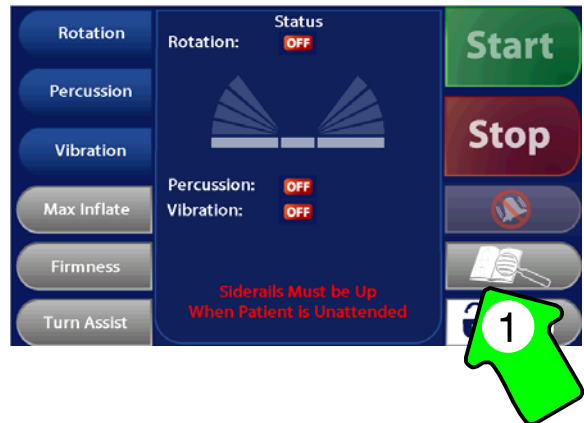 Rotation
Percussion
Vibration
Max Inflate
Firmness
Turn Assist
Status
Rotation: OFF
Percussion: OFF
Vibration: OFF
Siderails Must be Up
When Patient is Unattended
Start
Stop
1